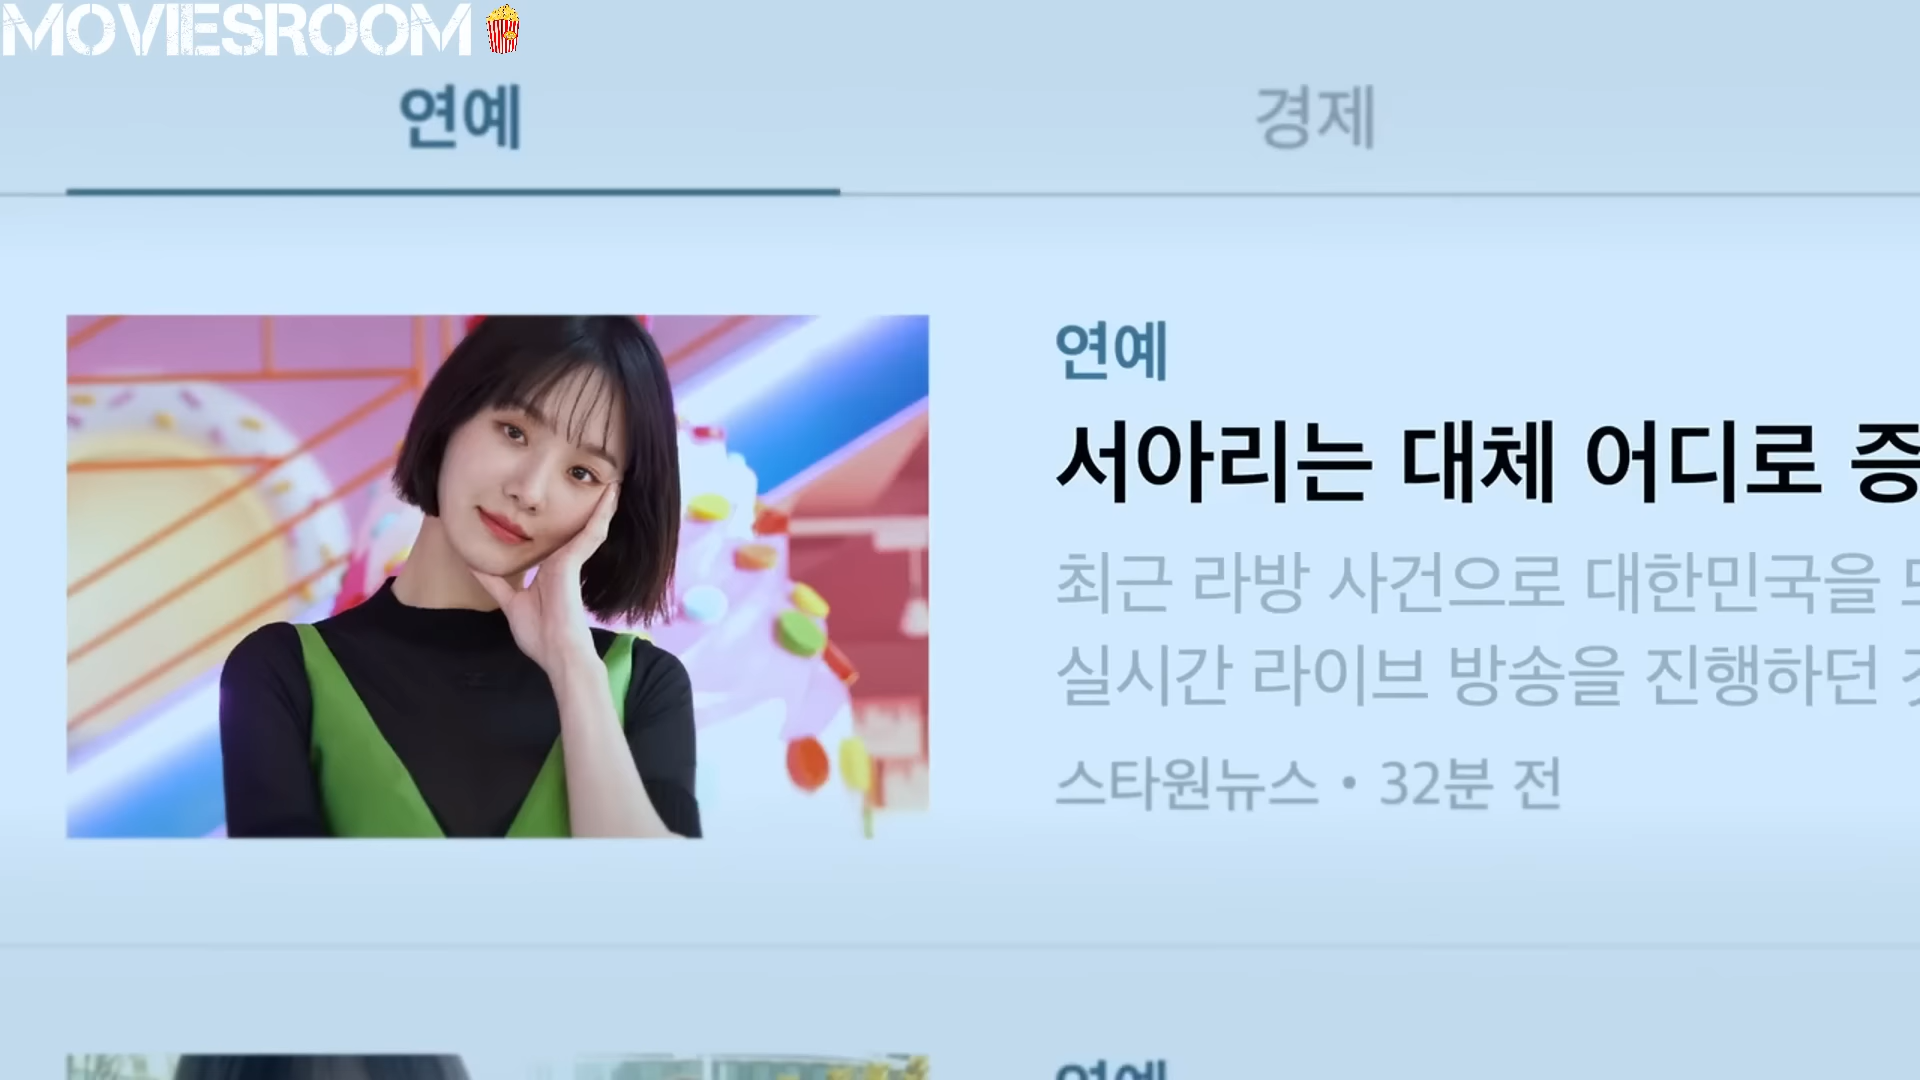 MOVIESROOM
연예 경제
연예
서아리는 대체 어디로
최근 라방 사건으로 대한민국을
실시간 라이브 방송을 진행하던
스타원뉴스 • 32분 전
연예